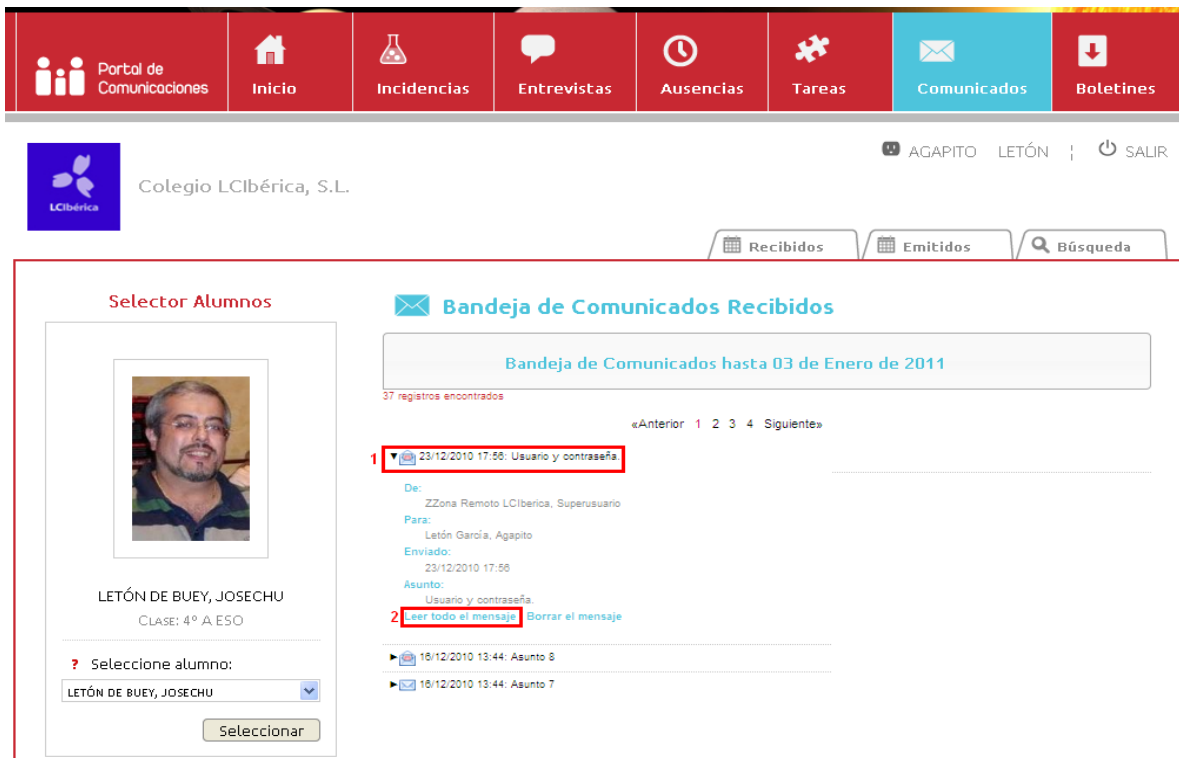 Portal de
Comunicaciones
Inicio
Incidencias
Entrevistas
Ausencias
Tareas
Comunicados
Boletines
LCIbérica
Colegio LCIbérica, S.L.
AGAPITO LETÓN ¦ SALIR
Recibidos
Emitidos
Búsqueda
Selector Alumnos
LETÓN DE BUEY, JOSECHU
CLASE: 4º A ESO
? Seleccione alumno:
LETÓN DE BUEY, JOSECHU
Seleccionar
Bandeja de Comunicados Recibidos
Bandeja de Comunicados hasta 03 de Enero de 2011
37 registros encontrados
«Anterior 1 2 3 4 Siguiente»
1 ▼ 23/12/2010 17:56: Usuario y contraseña.
De:
ZZona Remoto LCIberica, Superusuario
Para:
Letón García, Agapito
Enviado:
23/12/2010 17:56
Asunto:
Usuario y contraseña.
2 Leer todo el mensaje Borrar el mensaje
► 16/12/2010 13:44: Asunto 8
► 16/12/2010 13:44: Asunto 7